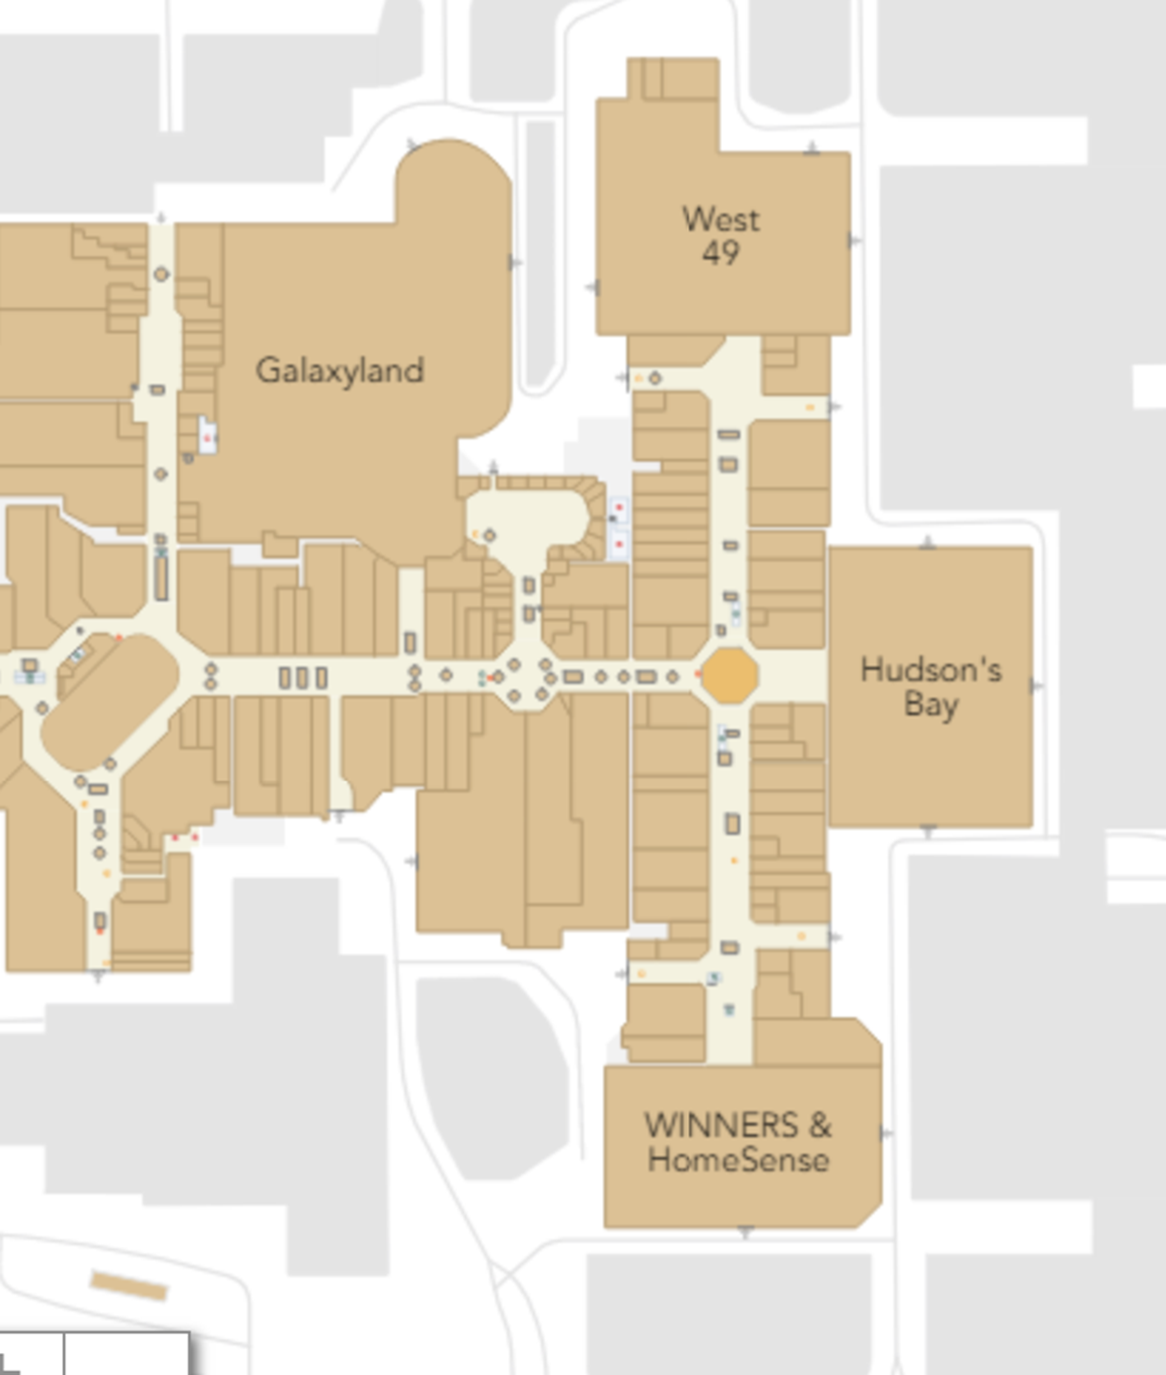 West
49
Galaxyland
Hudson's
Bay
WINNERS &
HomeSense